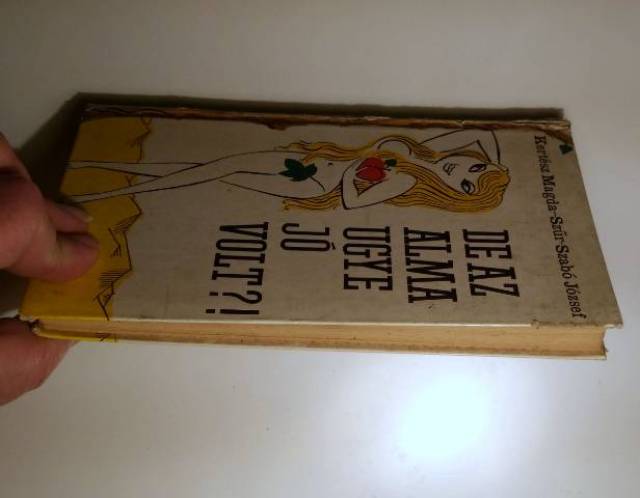 Kertész Magda-Szűr-Szabó József
DE AZ
ALMA
UGYE
JÓ
VOLT?!